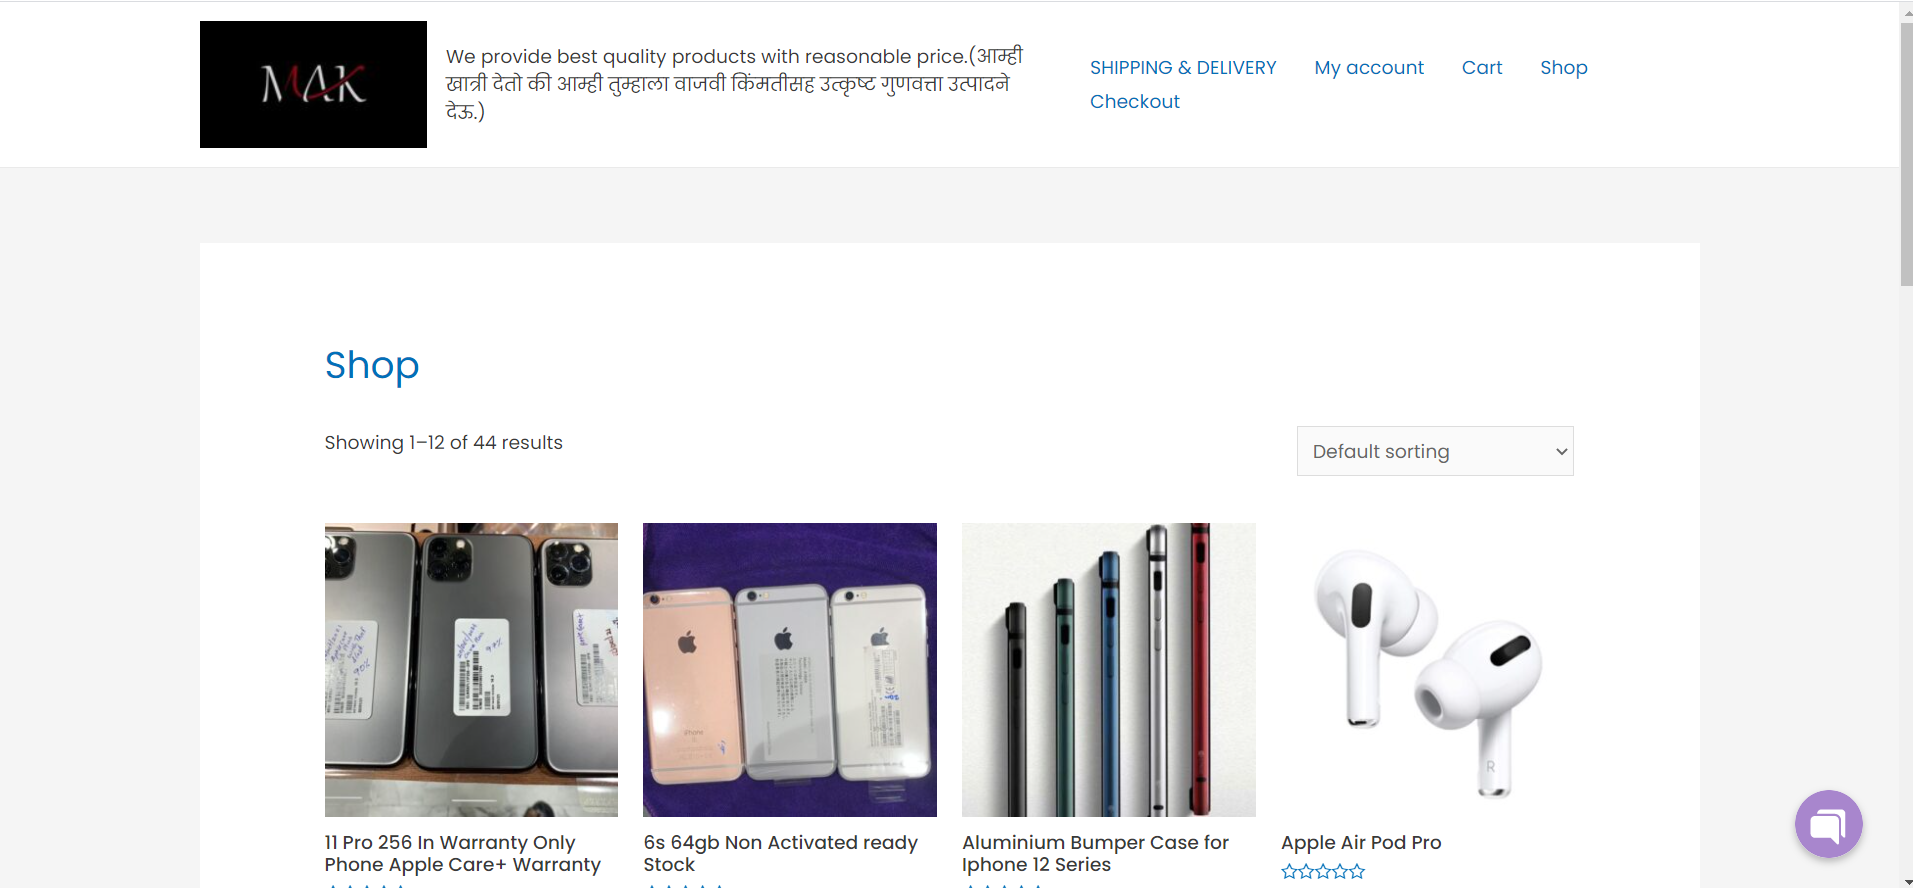 MAK
We provide best quality products with reasonable price.(आम्ही
खात्री देतो की आम्ही तुम्हाला वाजवी किंमतीसह उत्कृष्ट गुणवत्ता उत्पादने
देऊ.)
SHIPPING & DELIVERY My account Cart Shop
Checkout
Shop
Showing 1–12 of 44 results
Default sorting
90%
97%
iPhone
R
11 Pro 256 In Warranty Only
Phone Apple Care+ Warranty
6s 64gb Non Activated ready
Stock
Aluminium Bumper Case for
Iphone 12 Series
Apple Air Pod Pro